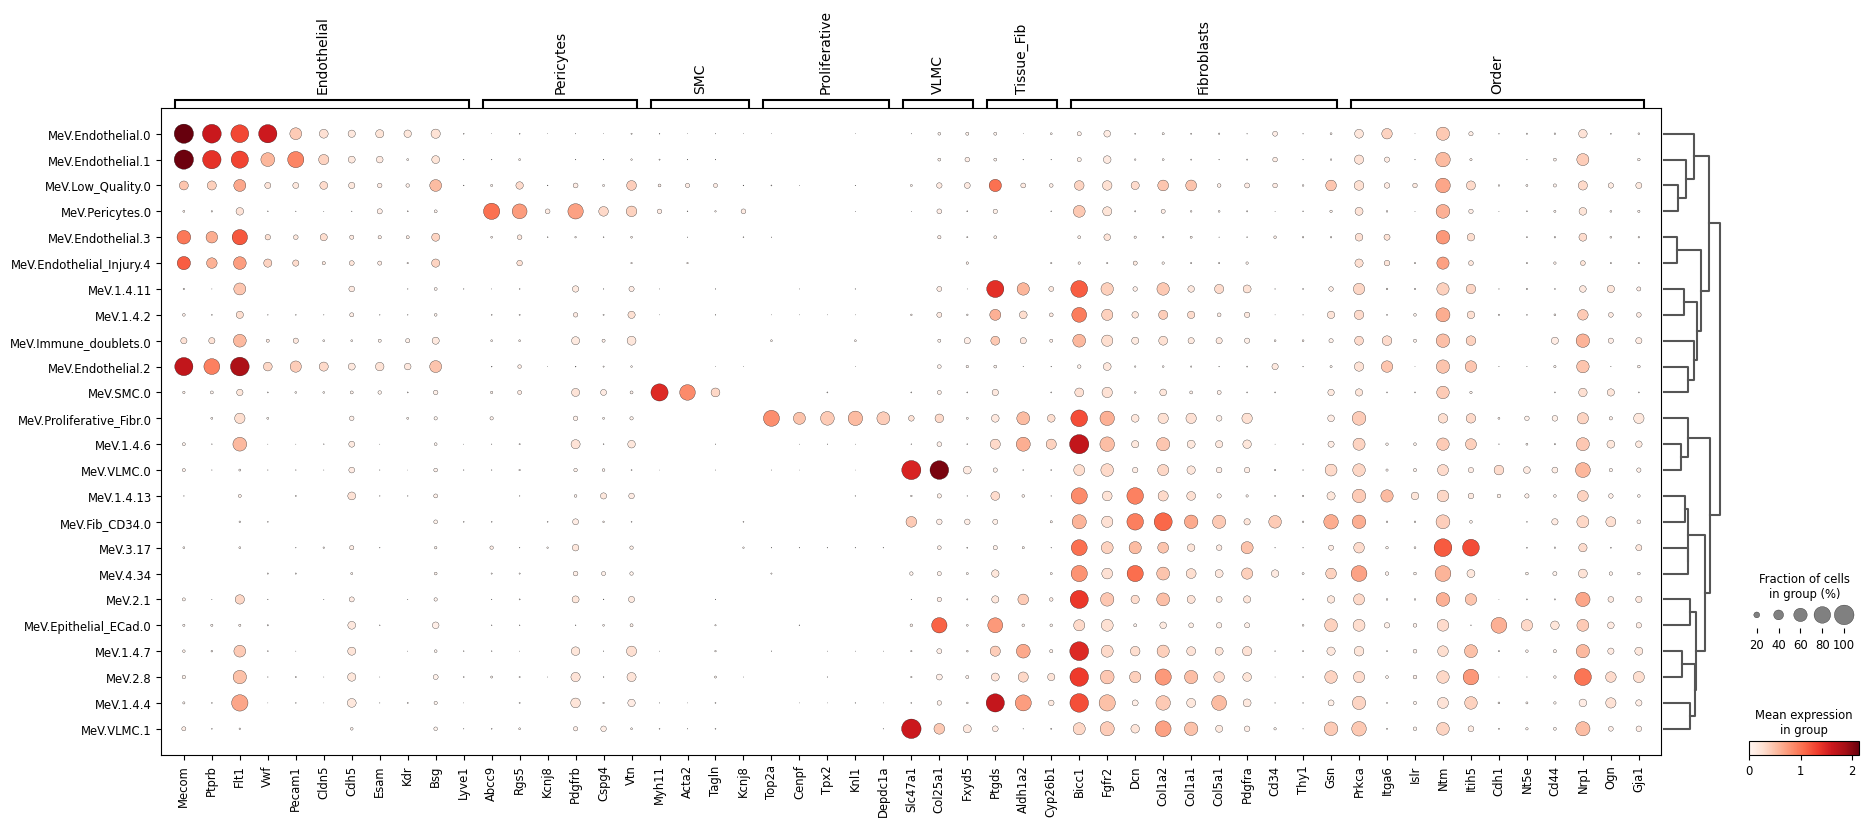 Endothelial
Pericytes
SMC
Proliferative
VLMC
Tissue_Fib
Fibroblasts
Order
MeV.Endothelial.0
MeV.Endothelial.1
MeV.Low_Quality.0
MeV.Pericytes.0
MeV.Endothelial.3
MeV.Endothelial_Injury.4
MeV.1.4.11
MeV.1.4.2
MeV.Immune_doublets.0
MeV.Endothelial.2
MeV.SMC.0
MeV.Proliferative_Fibr.0
MeV.1.4.6
MeV.VLMC.0
MeV.1.4.13
MeV.Fib_CD34.0
MeV.3.17
MeV.4.34
MeV.2.1
MeV.Epithelial_ECad.0
MeV.1.4.7
MeV.2.8
MeV.1.4.4
MeV.VLMC.1
Mecom
Ptprb
Flt1
Vwf
Pecam1
Cldn5
Cdh5
Esam
Kdr
Bsg
Lyve1
Abcc9
Rgs5
Kcnj8
Pdgfrb
Cspg4
Vtn
Myh11
Acta2
Tagln
Kcnj8
Top2a
Cenpf
Tpx2
Knl1
Depdc1a
Slc47a1
Col25a1
Fxyd5
Ptgds
Aldh1a2
Cyp26b1
Bicc1
Fgfr2
Dcn
Col1a2
Col1a1
Col5a1
Pdgfra
Cd34
Thy1
Gsn
Prkca
Itga6
Islr
Ntm
Itih5
Cdh1
Nt5e
Cd44
Nrp1
Ogn
Gja1
Fraction of cells
in group (%)
20 40 60 80 100
Mean expression
in group
0 1 2